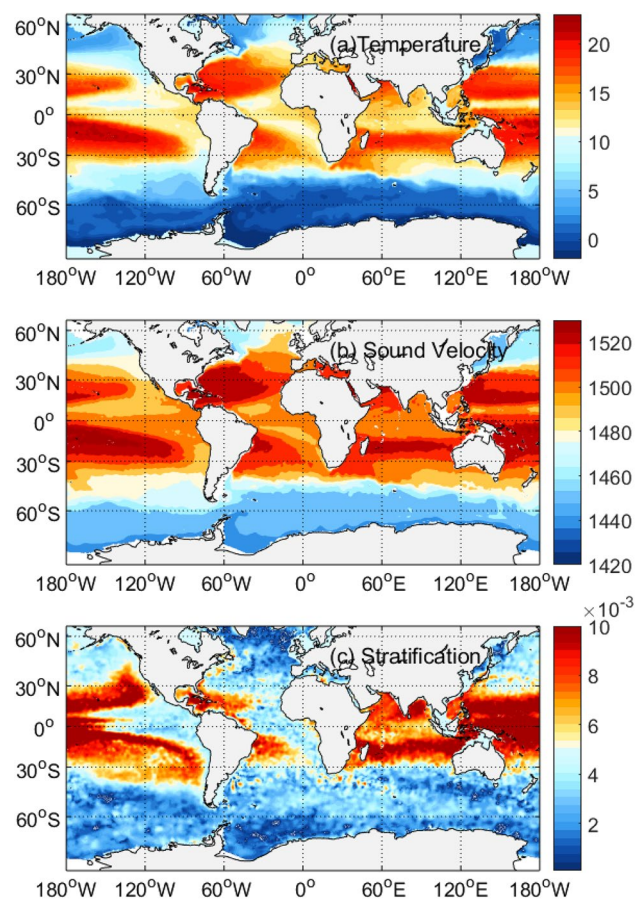 (a)Temperature
60°N
30°N
0°
30°S
60°S
180°W 120°W 60°W 0° 60°E 120°E 180°W
20
15
10
5
0
(b) Sound Velocity
60°N
30°N
0°
30°S
60°S
180°W 120°W 60°W 0° 60°E 120°E 180°W
1520
1500
1480
1460
1440
1420
(c) Stratification
60°N
30°N
0°
30°S
60°S
180°W 120°W 60°W 0° 60°E 120°E 180°W
×10⁻³
10
8
6
4
2